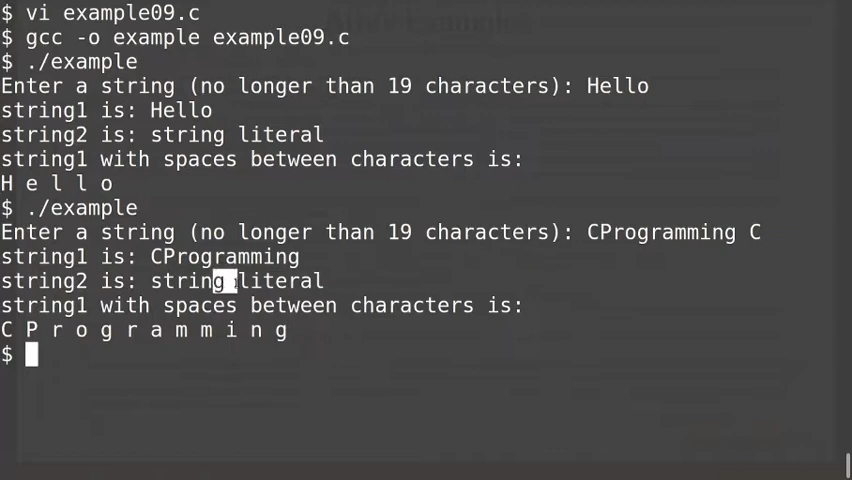 $ vi example09.c
$ gcc -o example example09.c
$ ./example
Enter a string (no longer than 19 characters): Hello
string1 is: Hello
string2 is: string literal
string1 with spaces between characters is:
H e l l o
$ ./example
Enter a string (no longer than 19 characters): CProgramming C
string1 is: CProgramming
string2 is: string literal
string1 with spaces between characters is:
C P r o g r a m m i n g
$